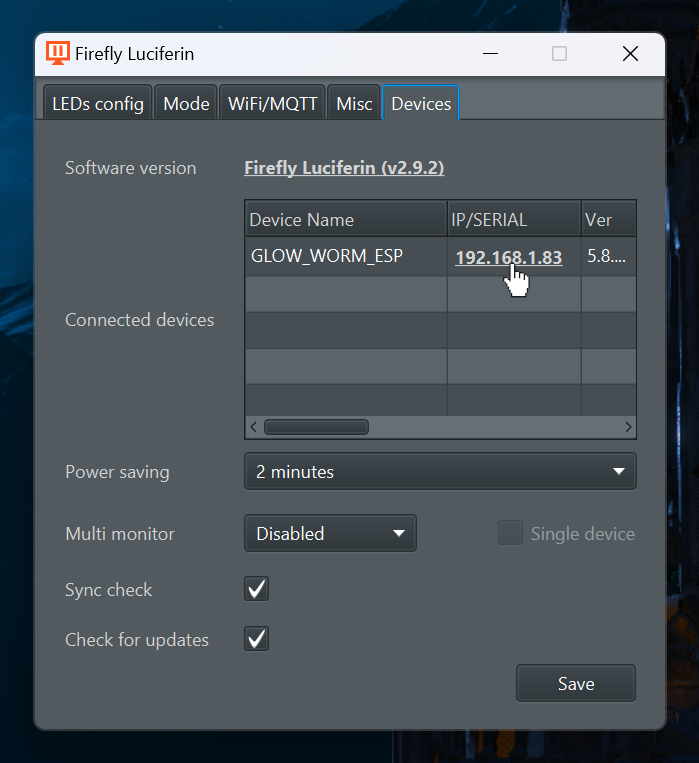 Firefly Luciferin
LEDs config Mode WiFi/MQTT Misc Devices
Software version Firefly Luciferin (v2.9.2)
Device Name IP/SERIAL Ver
GLOW_WORM_ESP 192.168.1.83 5.8....
Connected devices
Power saving 2 minutes
Multi monitor Disabled Single device
Sync check
Check for updates
Save